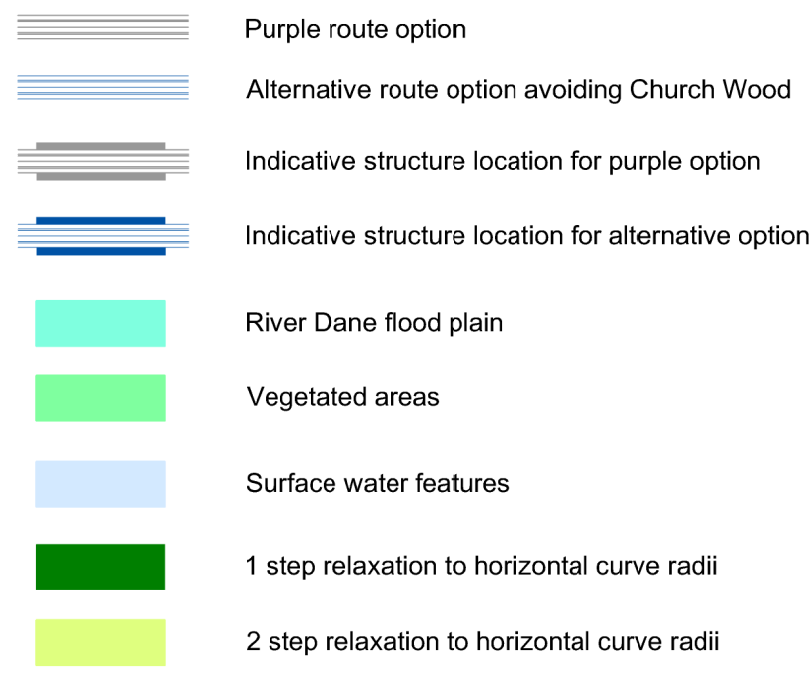 Purple route option
Alternative route option avoiding Church Wood
Indicative structure location for purple option
Indicative structure location for alternative option
River Dane flood plain
Vegetated areas
Surface water features
1 step relaxation to horizontal curve radii
2 step relaxation to horizontal curve radii